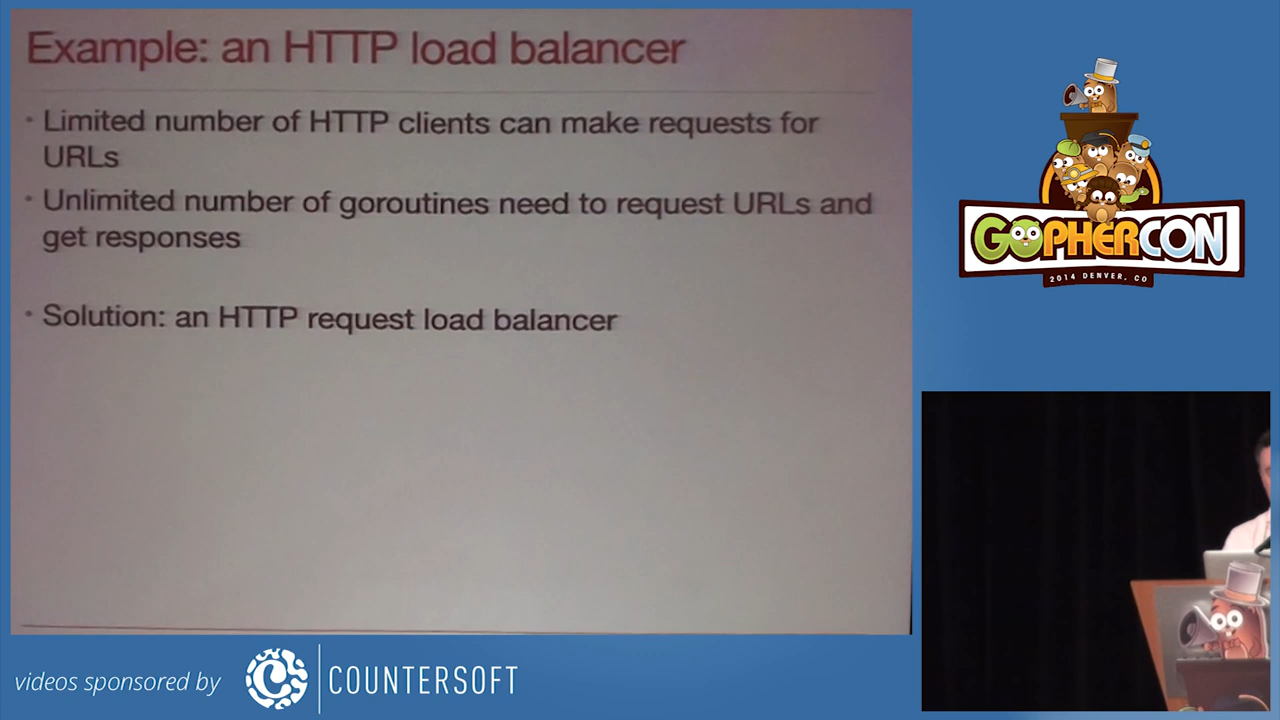 Example: an HTTP load balancer
• Limited number of HTTP clients can make requests for
URLs
• Unlimited number of goroutines need to request URLs and
get responses
• Solution: an HTTP request load balancer
GOPHERCON
2014 DENVER, CO
videos sponsored by
COUNTERSOFT